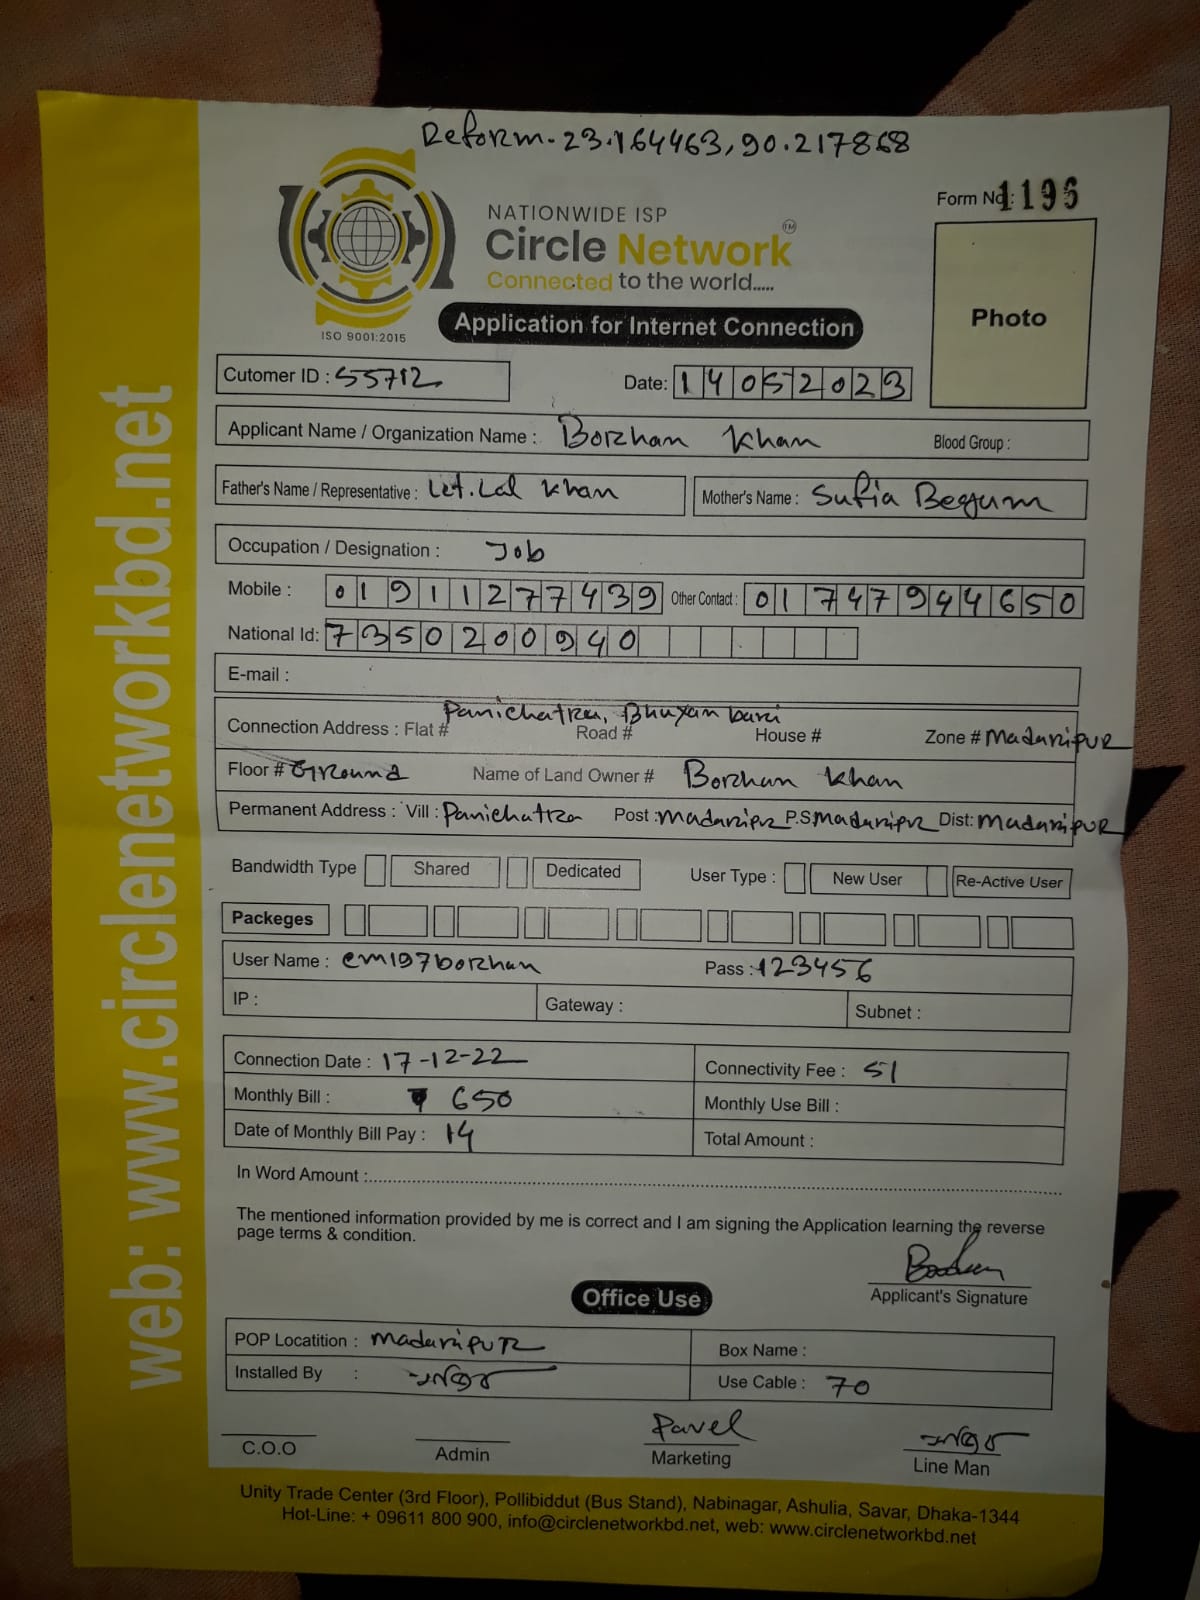 Reform-23.164463,90.217868
Form No: 1196
NATIONWIDE ISP
Circle Network TM
Connected to the world.....
ISO 9001:2015
Application for Internet Connection
Photo
Cutomer ID : 55712 Date: 14052023
Applicant Name / Organization Name : Borhan Khan Blood Group :
Father's Name / Representative : Let. Lal Khan Mother's Name : Sufia Begum
Occupation / Designation : Job
Mobile : 01911277439 Other Contact : 01747944650
National Id: 7350200940
E-mail :
Panichatra, Bhuyan bari
Connection Address : Flat # Road # House # Zone # Madaripur
Floor # Ground Name of Land Owner # Borhan Khan
Permanent Address : Vill : Panichatra Post : Madaripr P.S Madaripr Dist: Madaripur
Bandwidth Type Shared Dedicated User Type : New User Re-Active User
Packeges
User Name : em197borhan Pass : 123456
IP : Gateway : Subnet :
Connection Date : 17-12-22 Connectivity Fee : 51
Monthly Bill : 650 Monthly Use Bill :
Date of Monthly Bill Pay : 14 Total Amount :
In Word Amount :
The mentioned information provided by me is correct and I am signing the Application learning the reverse
page terms & condition.
Applicant's Signature
Office Use
POP Locatition : Madaripur Box Name :
Installed By : Use Cable : 70
Pavel
C.O.O Admin Marketing Line Man
Unity Trade Center (3rd Floor), Pollibiddut (Bus Stand), Nabinagar, Ashulia, Savar, Dhaka-1344
Hot-Line: + 09611 800 900, info@circlenetworkbd.net, web: www.circlenetworkbd.net
web: www.circlenetworkbd.net